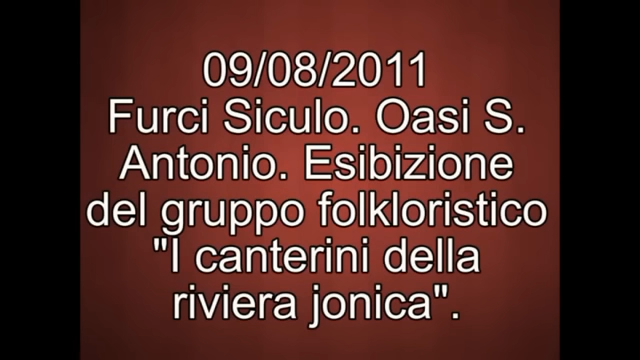 09/08/2011
Furci Siculo. Oasi S.
Antonio. Esibizione
del gruppo folkloristico
"I canterini della
riviera jonica".